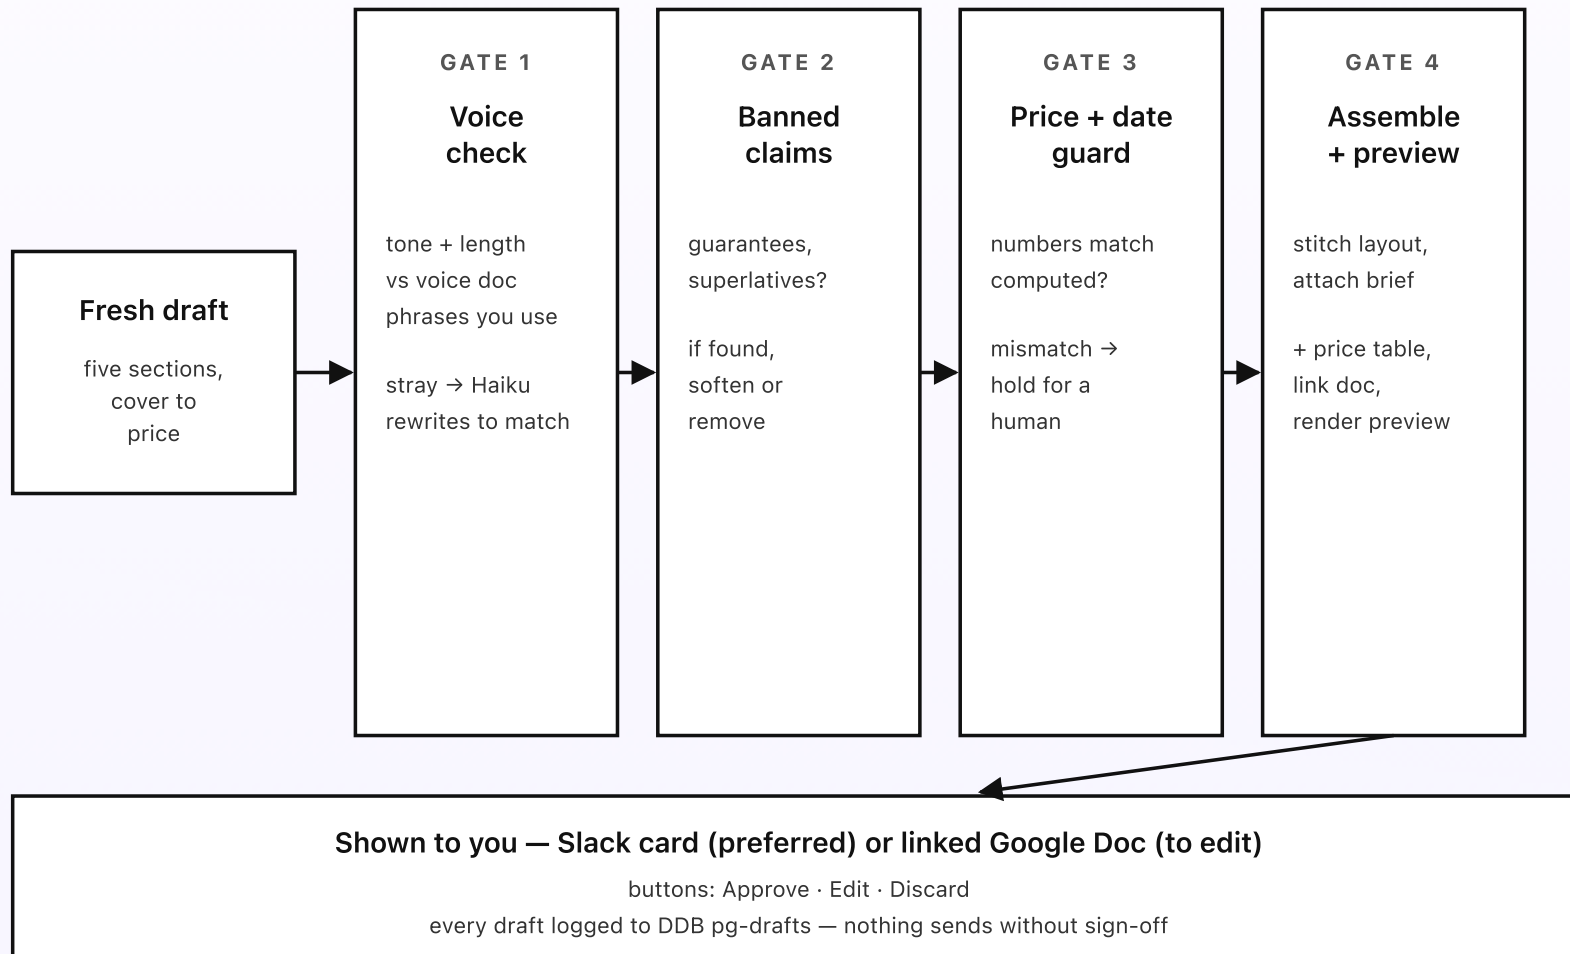 Fresh draft
five sections,
cover to
price
GATE 1
Voice
check
tone + length
vs voice doc
phrases you use
stray → Haiku
rewrites to match
GATE 2
Banned
claims
guarantees,
superlatives?
if found,
soften or
remove
GATE 3
Price + date
guard
numbers match
computed?
mismatch →
hold for a
human
GATE 4
Assemble
+ preview
stitch layout,
attach brief
+ price table,
link doc,
render preview
Shown to you — Slack card (preferred) or linked Google Doc (to edit)
buttons: Approve · Edit · Discard
every draft logged to DDB pg-drafts — nothing sends without sign-off